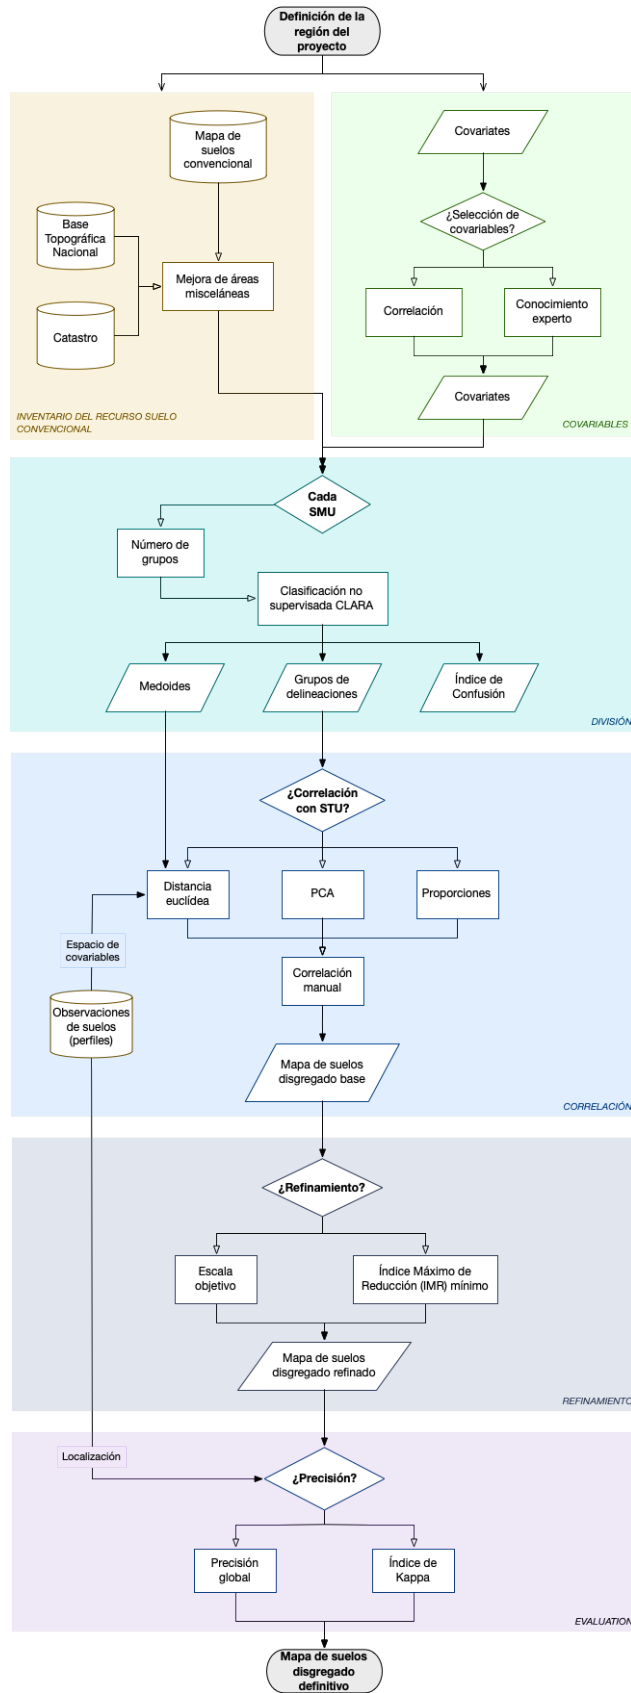 Definición de la
región del
proyecto
Mapa de
suelos
convencional
Base
Topográfica
Nacional
Mejora de áreas
misceláneas
Catastro
INVENTARIO DEL RECURSO SUELO
CONVENCIONAL
Covariates
¿Selección de
covariables?
Correlación
Conocimiento
experto
Covariates
COVARIABLES
Cada
SMU
Número de
grupos
Clasificación no
supervisada CLARA
Medoides
Grupos de
delineaciones
Índice de
Confusión
DIVISIÓN
¿Correlación
con STU?
Distancia
euclídea
PCA
Proporciones
Espacio de
covariables
Correlación
manual
Observaciones
de suelos
(perfiles)
Mapa de suelos
disgregado base
CORRELACIÓN
¿Refinamiento?
Escala
objetivo
Índice Máximo de
Reducción (IMR) mínimo
Mapa de suelos
disgregado refinado
REFINAMIENTO
Localización
¿Precisión?
Precisión
global
Índice de
Kappa
EVALUATION
Mapa de suelos
disgregado
definitivo